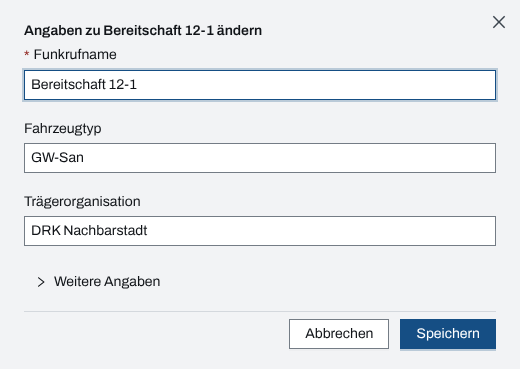 Angaben zu Bereitschaft 12-1 ändern
* Funkrufname
Bereitschaft 12-1
Fahrzeugtyp
GW-San
Trägerorganisation
DRK Nachbarstadt
Weitere Angaben
Abbrechen
Speichern